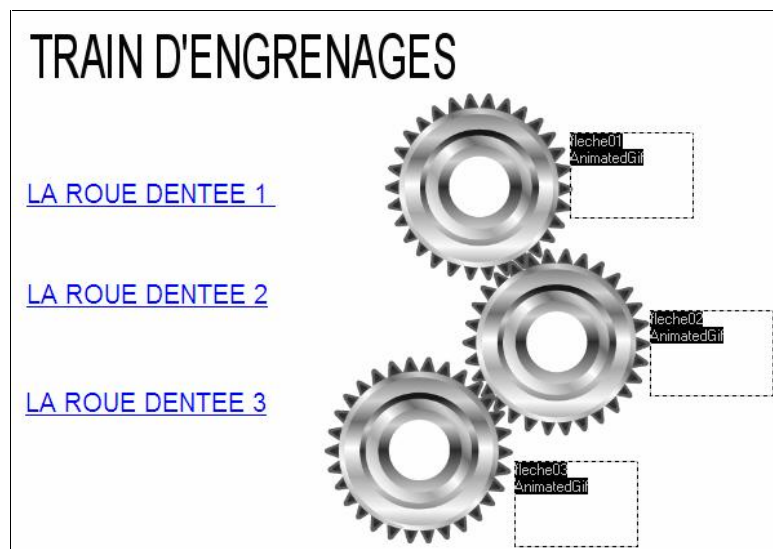 TRAIN D'ENGRENAGES
fleche01
AnimatedGif
LA ROUE DENTEE 1
LA ROUE DENTEE 2
fleche02
AnimatedGif
LA ROUE DENTEE 3
fleche03
AnimatedGif